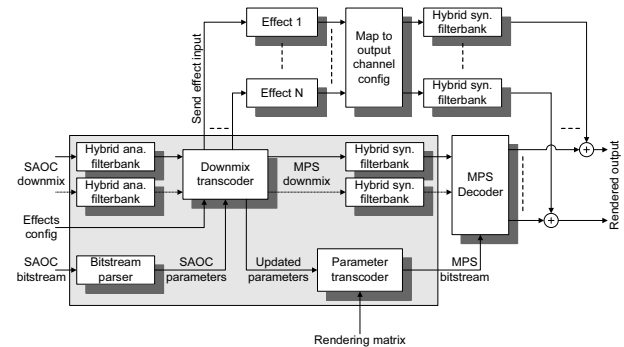 Send effect input
Effect 1
Effect N
Map to
output
channel
config
Hybrid syn.
filterbank
Hybrid syn.
filterbank
SAOC
downmix
Hybrid ana.
filterbank
Hybrid ana.
filterbank
Downmix
transcoder
MPS
downmix
Hybrid syn.
filterbank
Hybrid syn.
filterbank
MPS
Decoder
Rendered output
Effects
config
SAOC
bitstream
Bitstream
parser
SAOC
parameters
Updated
parameters
Parameter
transcoder
MPS
bitstream
Rendering matrix